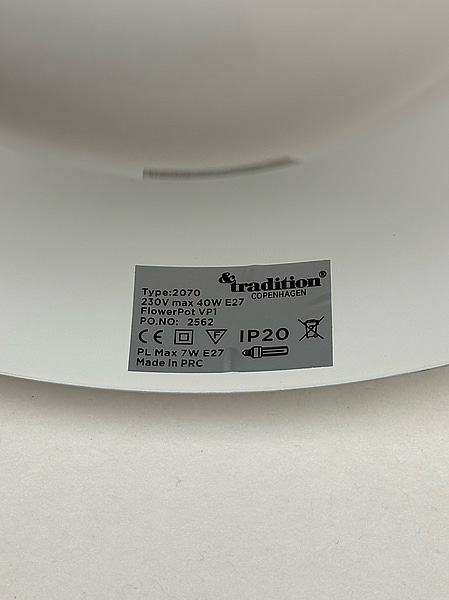 &tradition®
COPENHAGEN
Type:2070
230V max 40W E27
FlowerPot VP1
PO.NO: 2562
CE F IP20
PL Max 7W E27
Made in PRC